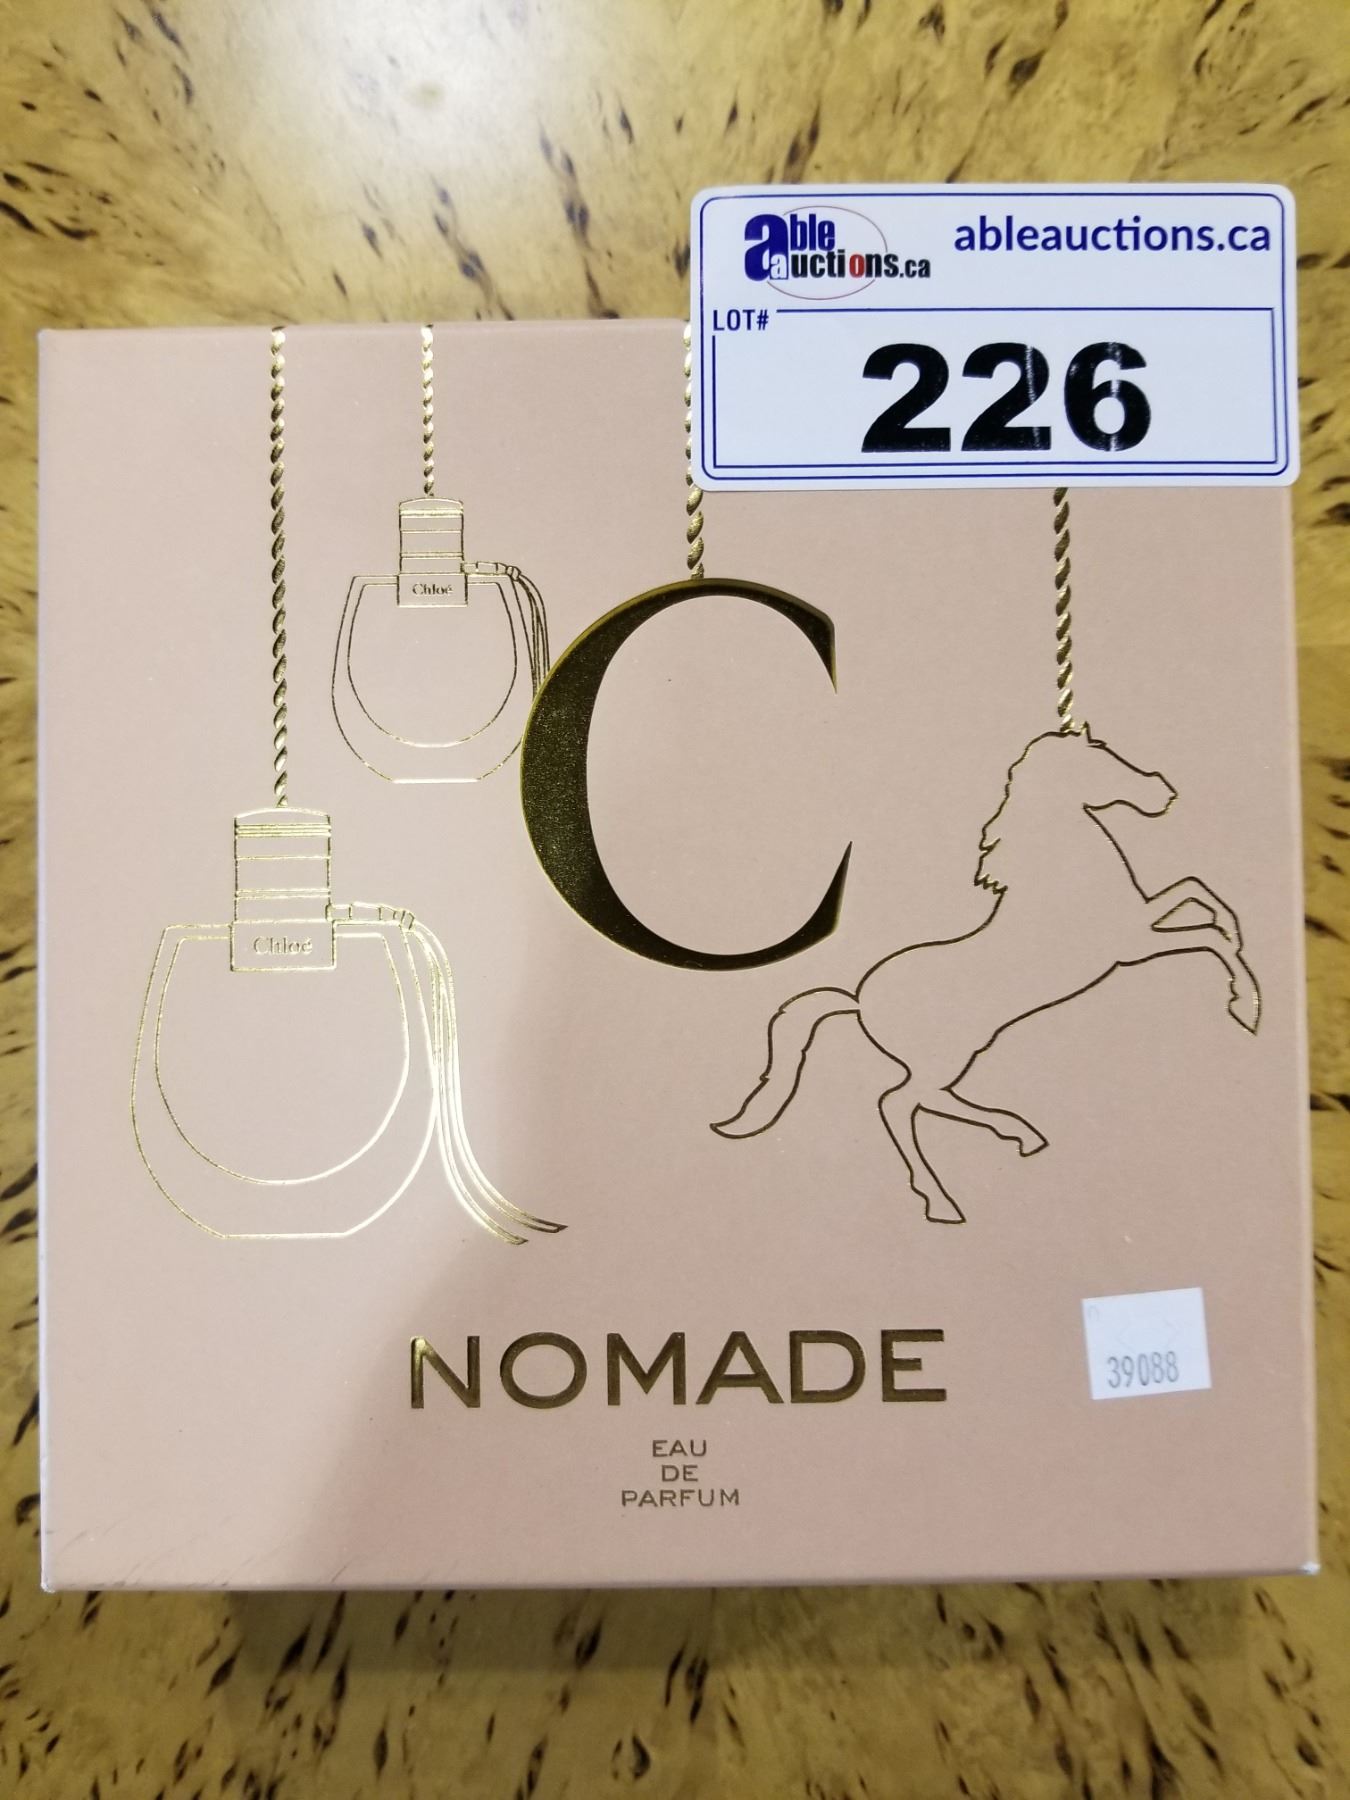 able auctions.ca
ableauctions.ca
LOT#
226
Chloé
C
Chloé
NOMADE
39088
EAU
DE
PARFUM